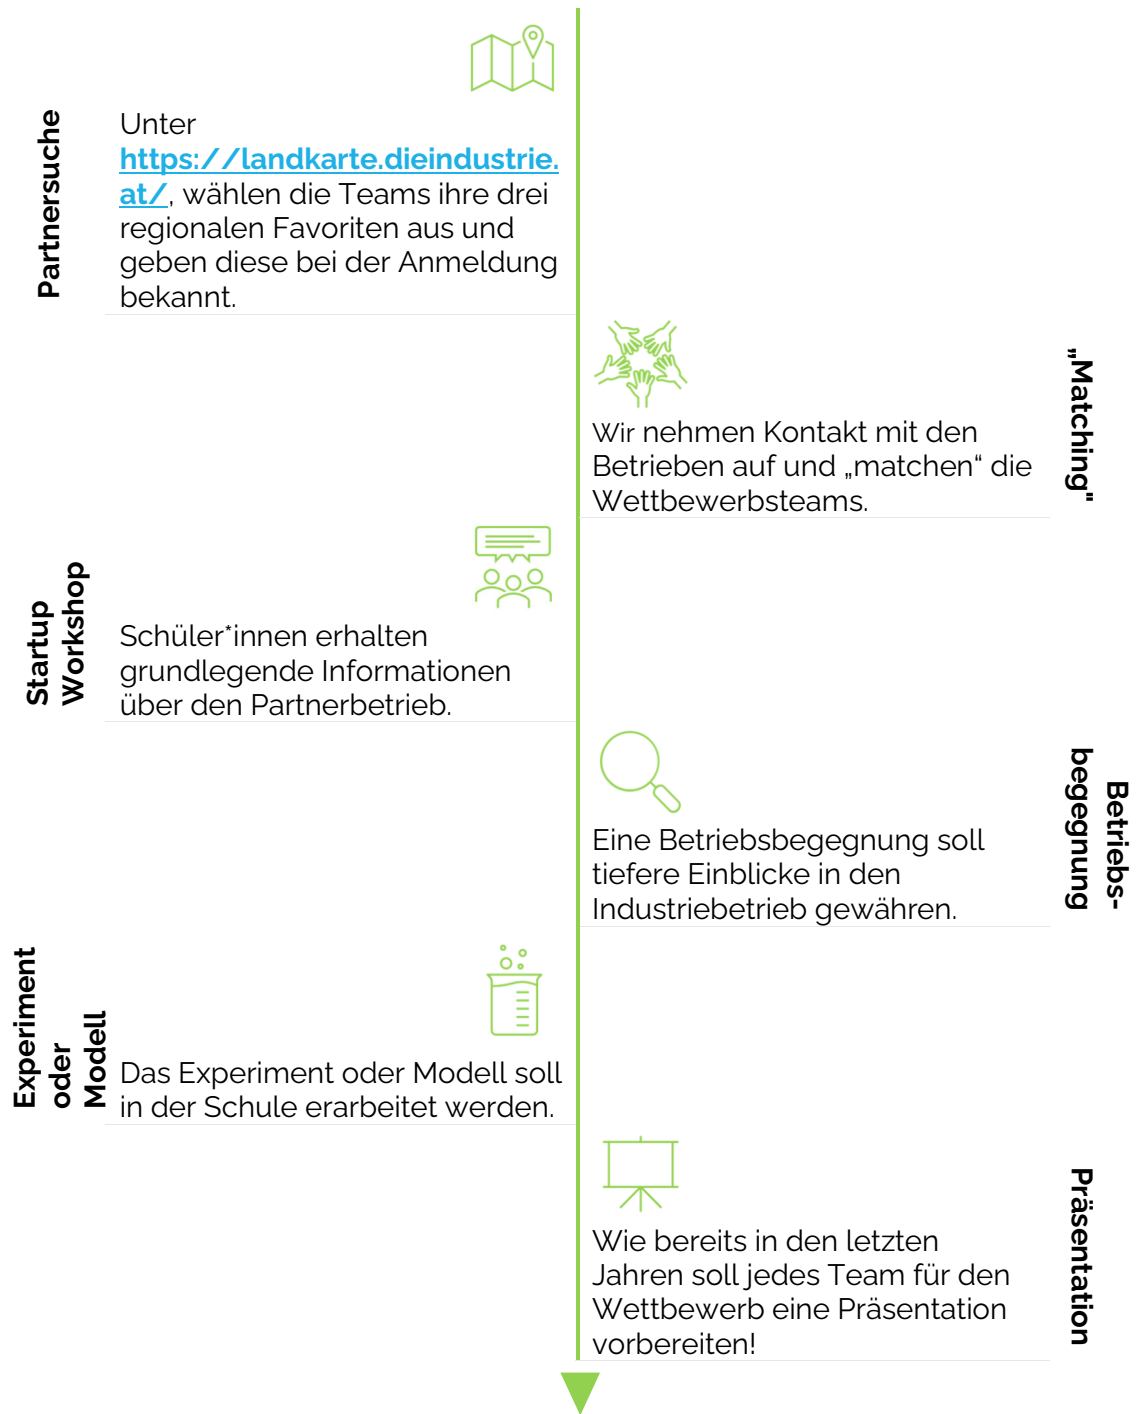 Partnersuche
Unter
https://landkarte.dieindustrie.
at/, wählen die Teams ihre drei
regionalen Favoriten aus und
geben diese bei der Anmeldung
bekannt.
„Matching"
Wir nehmen Kontakt mit den
Betrieben auf und „matchen“ die
Wettbewerbsteams.
Startup
Workshop
Schüler*innen erhalten
grundlegende Informationen
über den Partnerbetrieb.
Betriebs-
begegnung
Eine Betriebsbegegnung soll
tiefere Einblicke in den
Industriebetrieb gewähren.
Experiment
oder
Modell
Das Experiment oder Modell soll
in der Schule erarbeitet werden.
Präsentation
Wie bereits in den letzten
Jahren soll jedes Team für den
Wettbewerb eine Präsentation
vorbereiten!